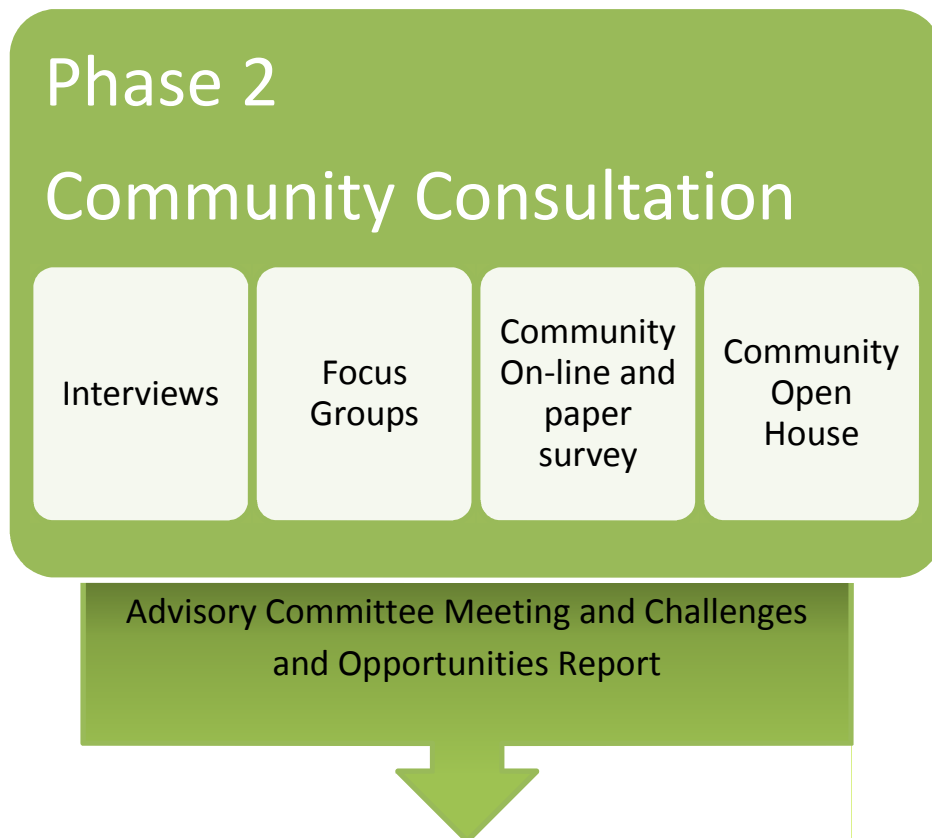 Phase 2
Community Consultation
Interviews
Focus
Groups
Community
On-line and
paper
survey
Community
Open
House
Advisory Committee Meeting and Challenges
and Opportunities Report